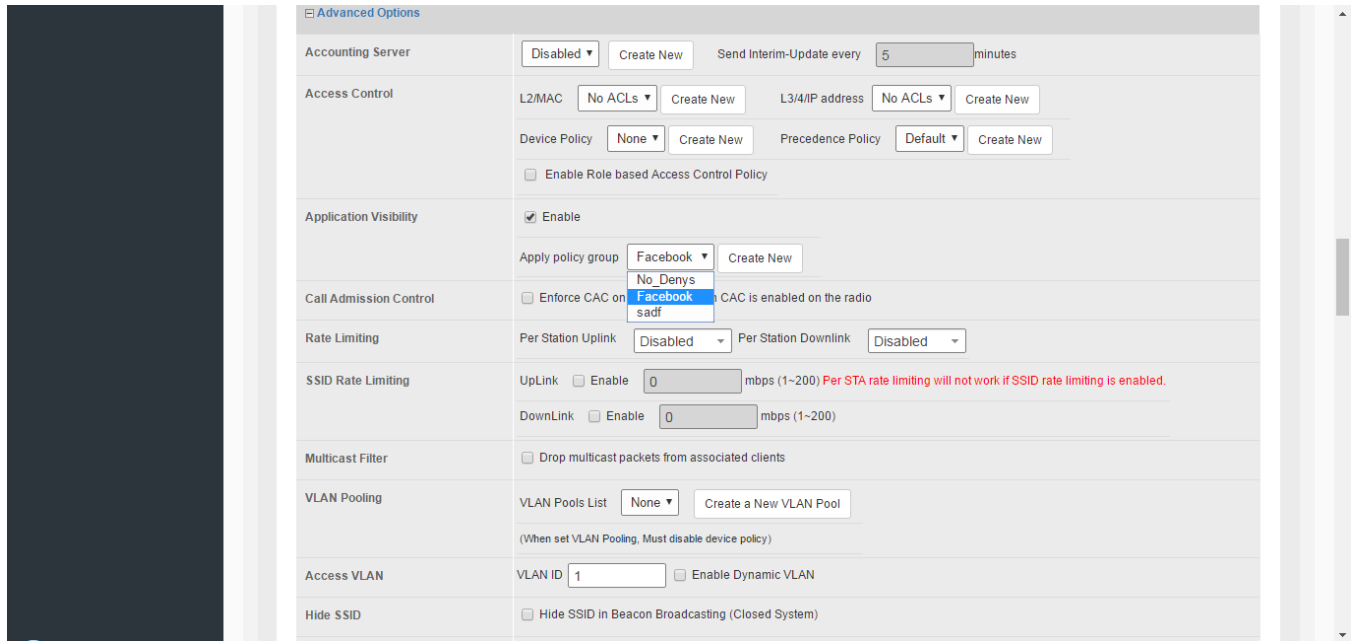 Advanced Options
Accounting Server Disabled Create New Send Interim-Update every 5 minutes
Access Control L2/MAC No ACLs Create New L3/4/IP address No ACLs Create New
Device Policy None Create New Precedence Policy Default Create New
Enable Role based Access Control Policy
Application Visibility Enable
Apply policy group Facebook Create New
No_Denys
Call Admission Control Enforce CAC on Facebook CAC is enabled on the radio
sadf
Rate Limiting Per Station Uplink Disabled Per Station Downlink Disabled
SSID Rate Limiting UpLink Enable 0 mbps (1~200) Per STA rate limiting will not work if SSID rate limiting is enabled.
DownLink Enable 0 mbps (1~200)
Multicast Filter Drop multicast packets from associated clients
VLAN Pooling VLAN Pools List None Create a New VLAN Pool
(When set VLAN Pooling, Must disable device policy)
Access VLAN VLAN ID 1 Enable Dynamic VLAN
Hide SSID Hide SSID in Beacon Broadcasting (Closed System)